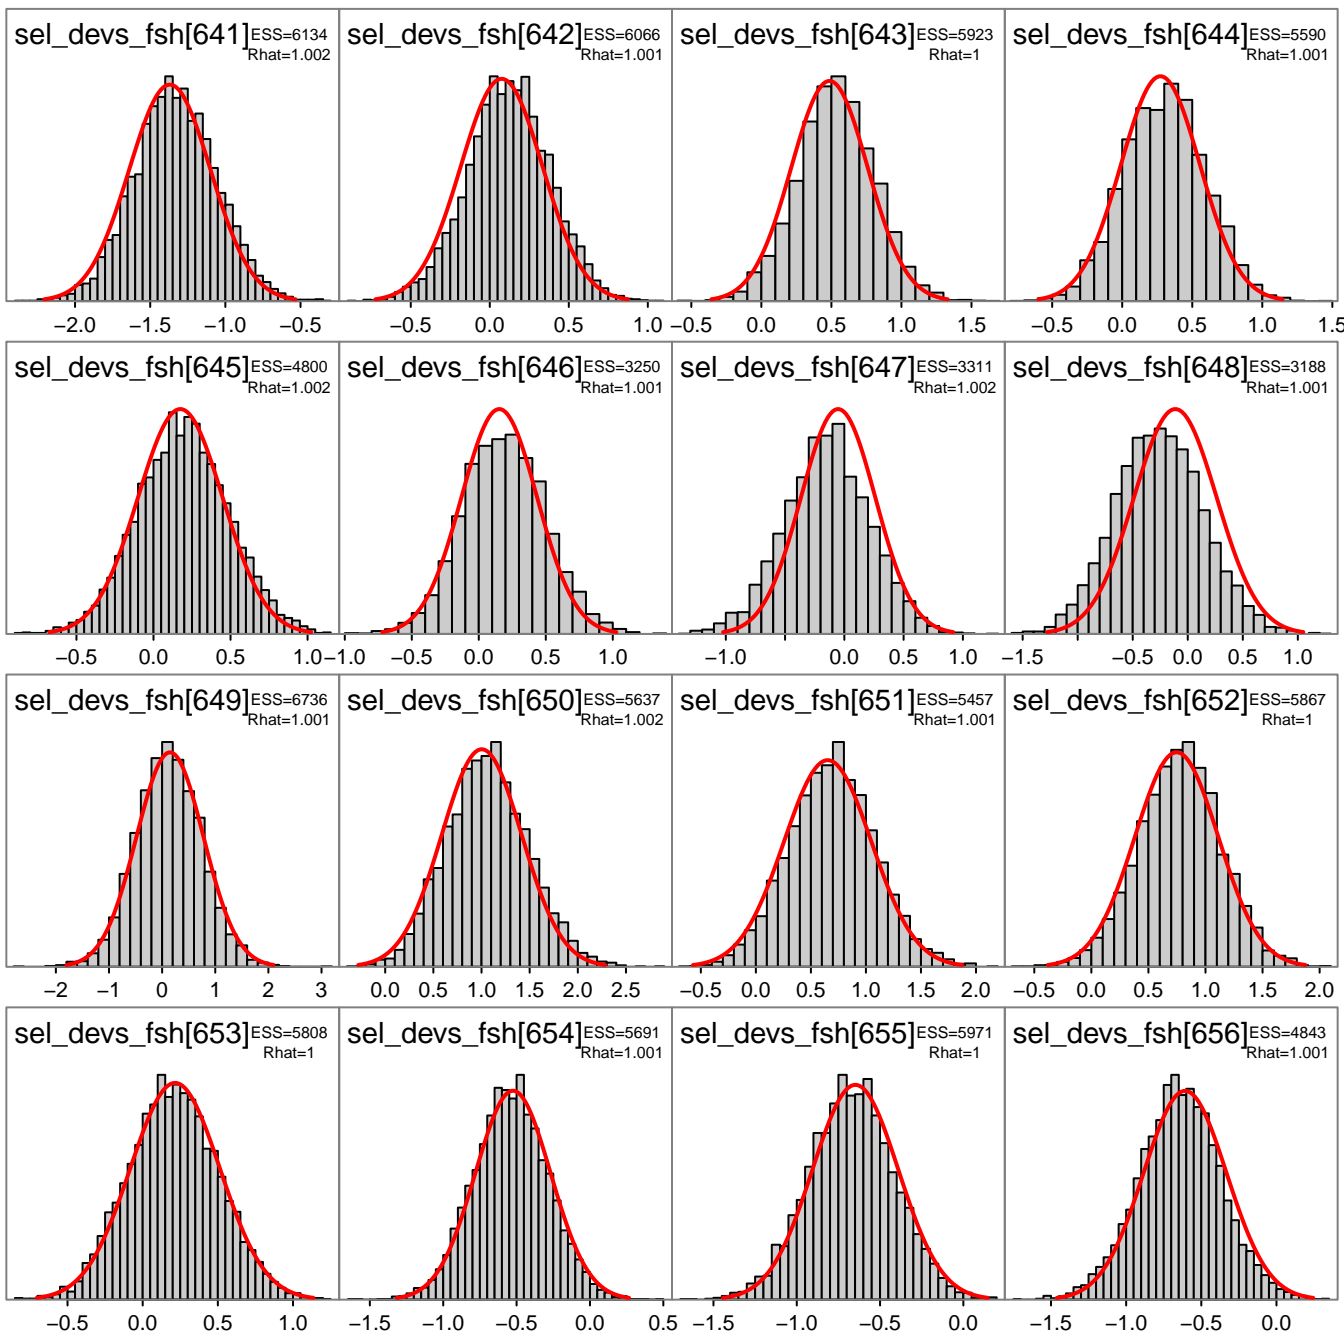 sel_devs_fsh[641] ESS=6134
Rhat=1.002
sel_devs_fsh[642] ESS=6066
Rhat=1.001
sel_devs_fsh[643] ESS=5923
Rhat=1
sel_devs_fsh[644] ESS=5590
Rhat=1.001
−2.0 −1.5 −1.0 −0.5
0.0 0.5 1.0
−0.5 0.0 0.5 1.0 1.5
−0.5 0.0 0.5 1.0 1.5
sel_devs_fsh[645] ESS=4800
Rhat=1.002
sel_devs_fsh[646] ESS=3250
Rhat=1.001
sel_devs_fsh[647] ESS=3311
Rhat=1.002
sel_devs_fsh[648] ESS=3188
Rhat=1.001
−0.5 0.0 0.5 1.0
−1.0 0.0 0.5 1.0
−1.0 0.0 0.5 1.0
−1.5 −0.5 0.0 0.5 1.0
sel_devs_fsh[649] ESS=6736
Rhat=1.001
sel_devs_fsh[650] ESS=5637
Rhat=1.002
sel_devs_fsh[651] ESS=5457
Rhat=1.001
sel_devs_fsh[652] ESS=5867
Rhat=1
−2 −1 0 1 2 3
0.0 0.5 1.0 1.5 2.0 2.5
−0.5 0.0 0.5 1.0 1.5 2.0
−0.5 0.0 0.5 1.0 1.5 2.0
sel_devs_fsh[653] ESS=5808
Rhat=1
sel_devs_fsh[654] ESS=5691
Rhat=1.001
sel_devs_fsh[655] ESS=5971
Rhat=1
sel_devs_fsh[656] ESS=4843
Rhat=1.001
−0.5 0.0 0.5 1.0
−1.5 −1.0 −0.5 0.0 0.5
−1.5 −1.0 −0.5 0.0
−1.5 −1.0 −0.5 0.0